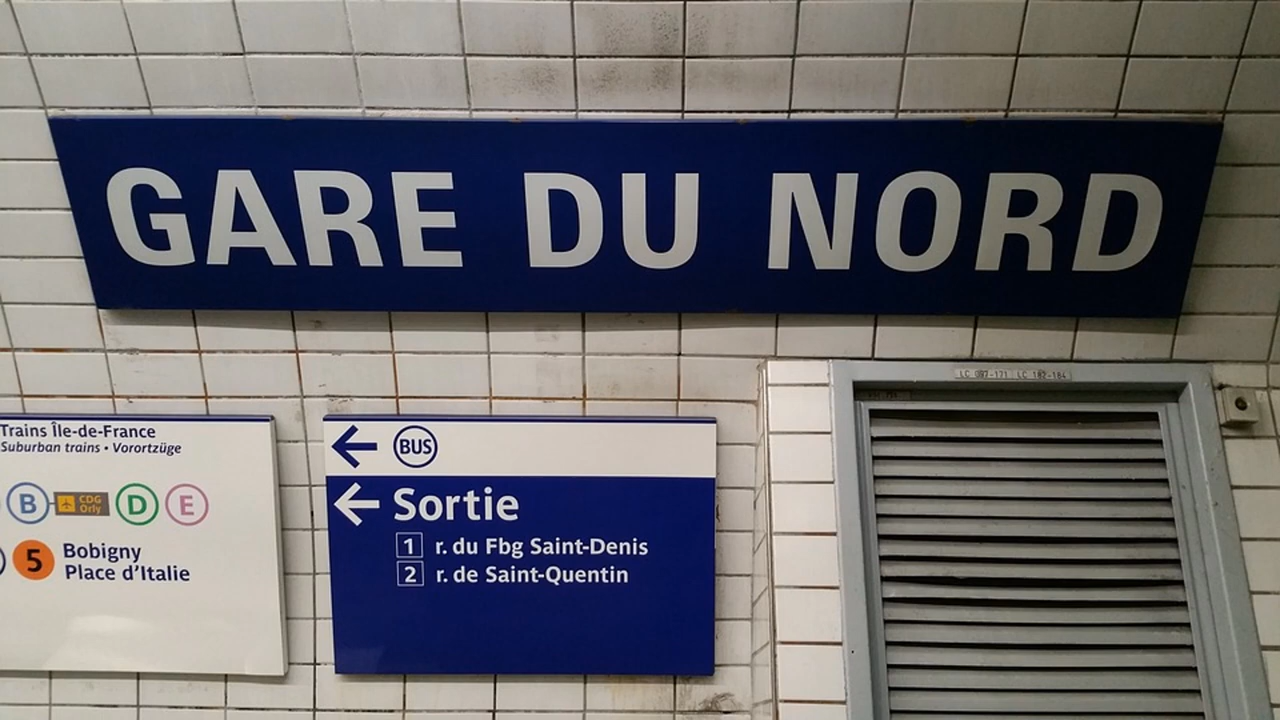 GARE DU NORD
Trains Île-de-France
Suburban trains • Vorortzüge
B CDG Orly D E
5 Bobigny
Place d'Italie
BUS
Sortie
1 r. du Fbg Saint-Denis
2 r. de Saint-Quentin